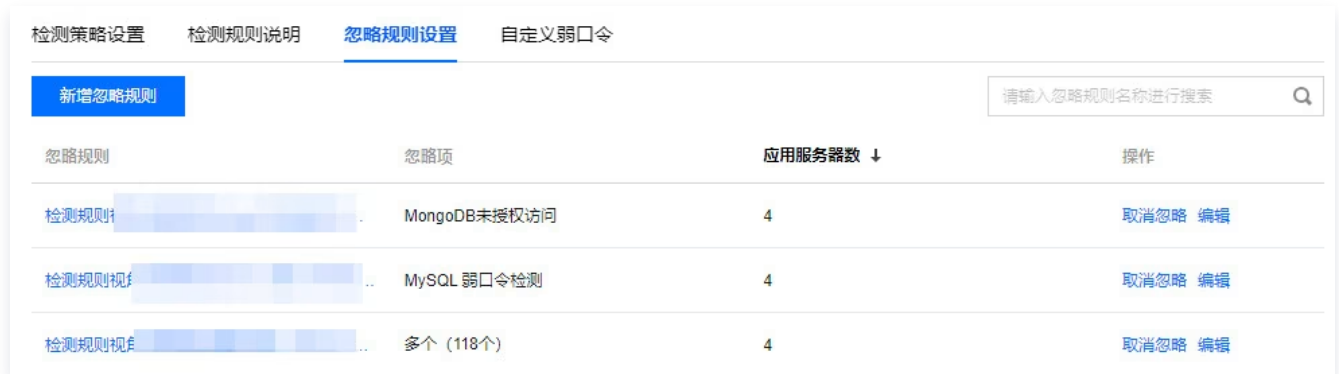 检测策略设置 检测规则说明 忽略规则设置 自定义弱口令
新增忽略规则 请输入忽略规则名称进行搜索
忽略规则 忽略项 应用服务器数 ↓ 操作
检测规则 MongoDB未授权访问 4 取消忽略 编辑
检测规则视角 .. MySQL 弱口令检测 4 取消忽略 编辑
检测规则视角 .. 多个（118个） 4 取消忽略 编辑